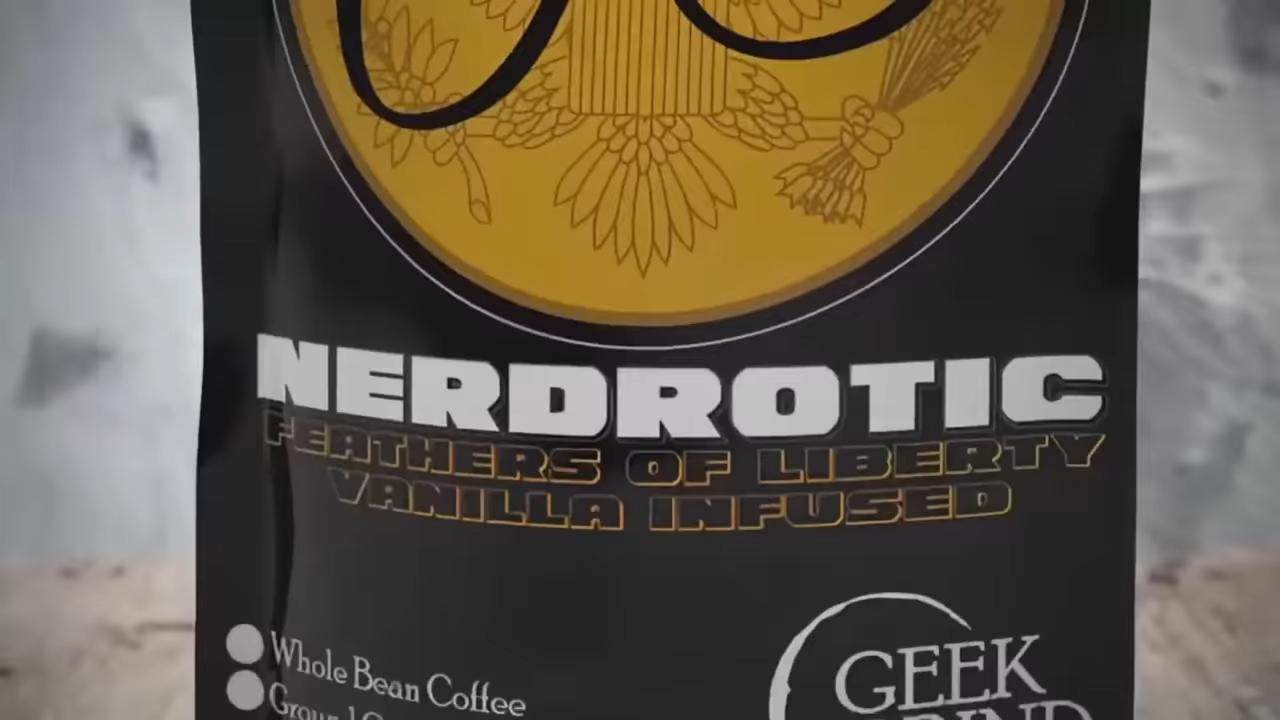 NERDROTIC
FEATHERS OF LIBERTY
VANILLA INFUSED
Whole Bean Coffee
GEEK